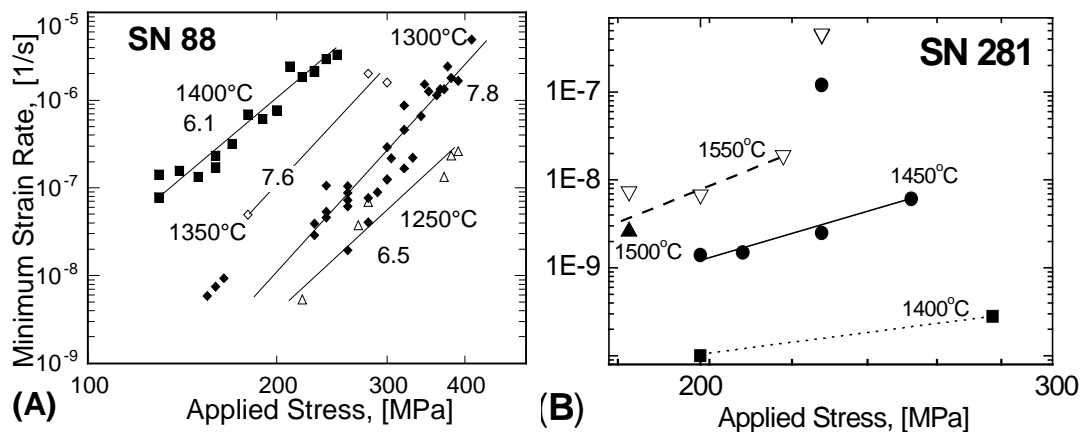 SN 88
Minimum Strain Rate, [1/s]
10^-5
10^-6
10^-7
10^-8
10^-9
1400°C
6.1
1300°C
7.8
7.6
1350°C
1250°C
6.5
100
200
300
400
Applied Stress, [MPa]
(A)
SN 281
1E-7
1E-8
1E-9
1550°C
1450°C
1500°C
1400°C
200
300
Applied Stress, [MPa]
(B)